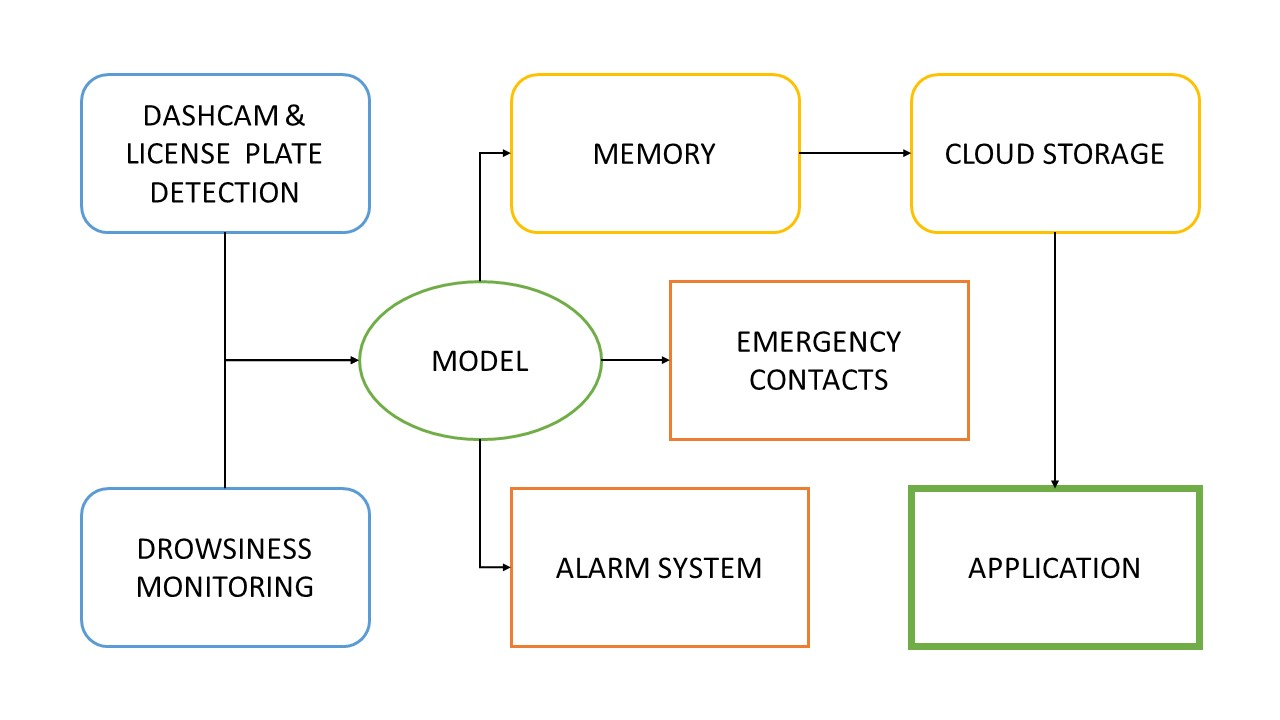 DASHCAM &
LICENSE PLATE
DETECTION
MEMORY
CLOUD STORAGE
MODEL
EMERGENCY
CONTACTS
DROWSINESS
MONITORING
ALARM SYSTEM
APPLICATION